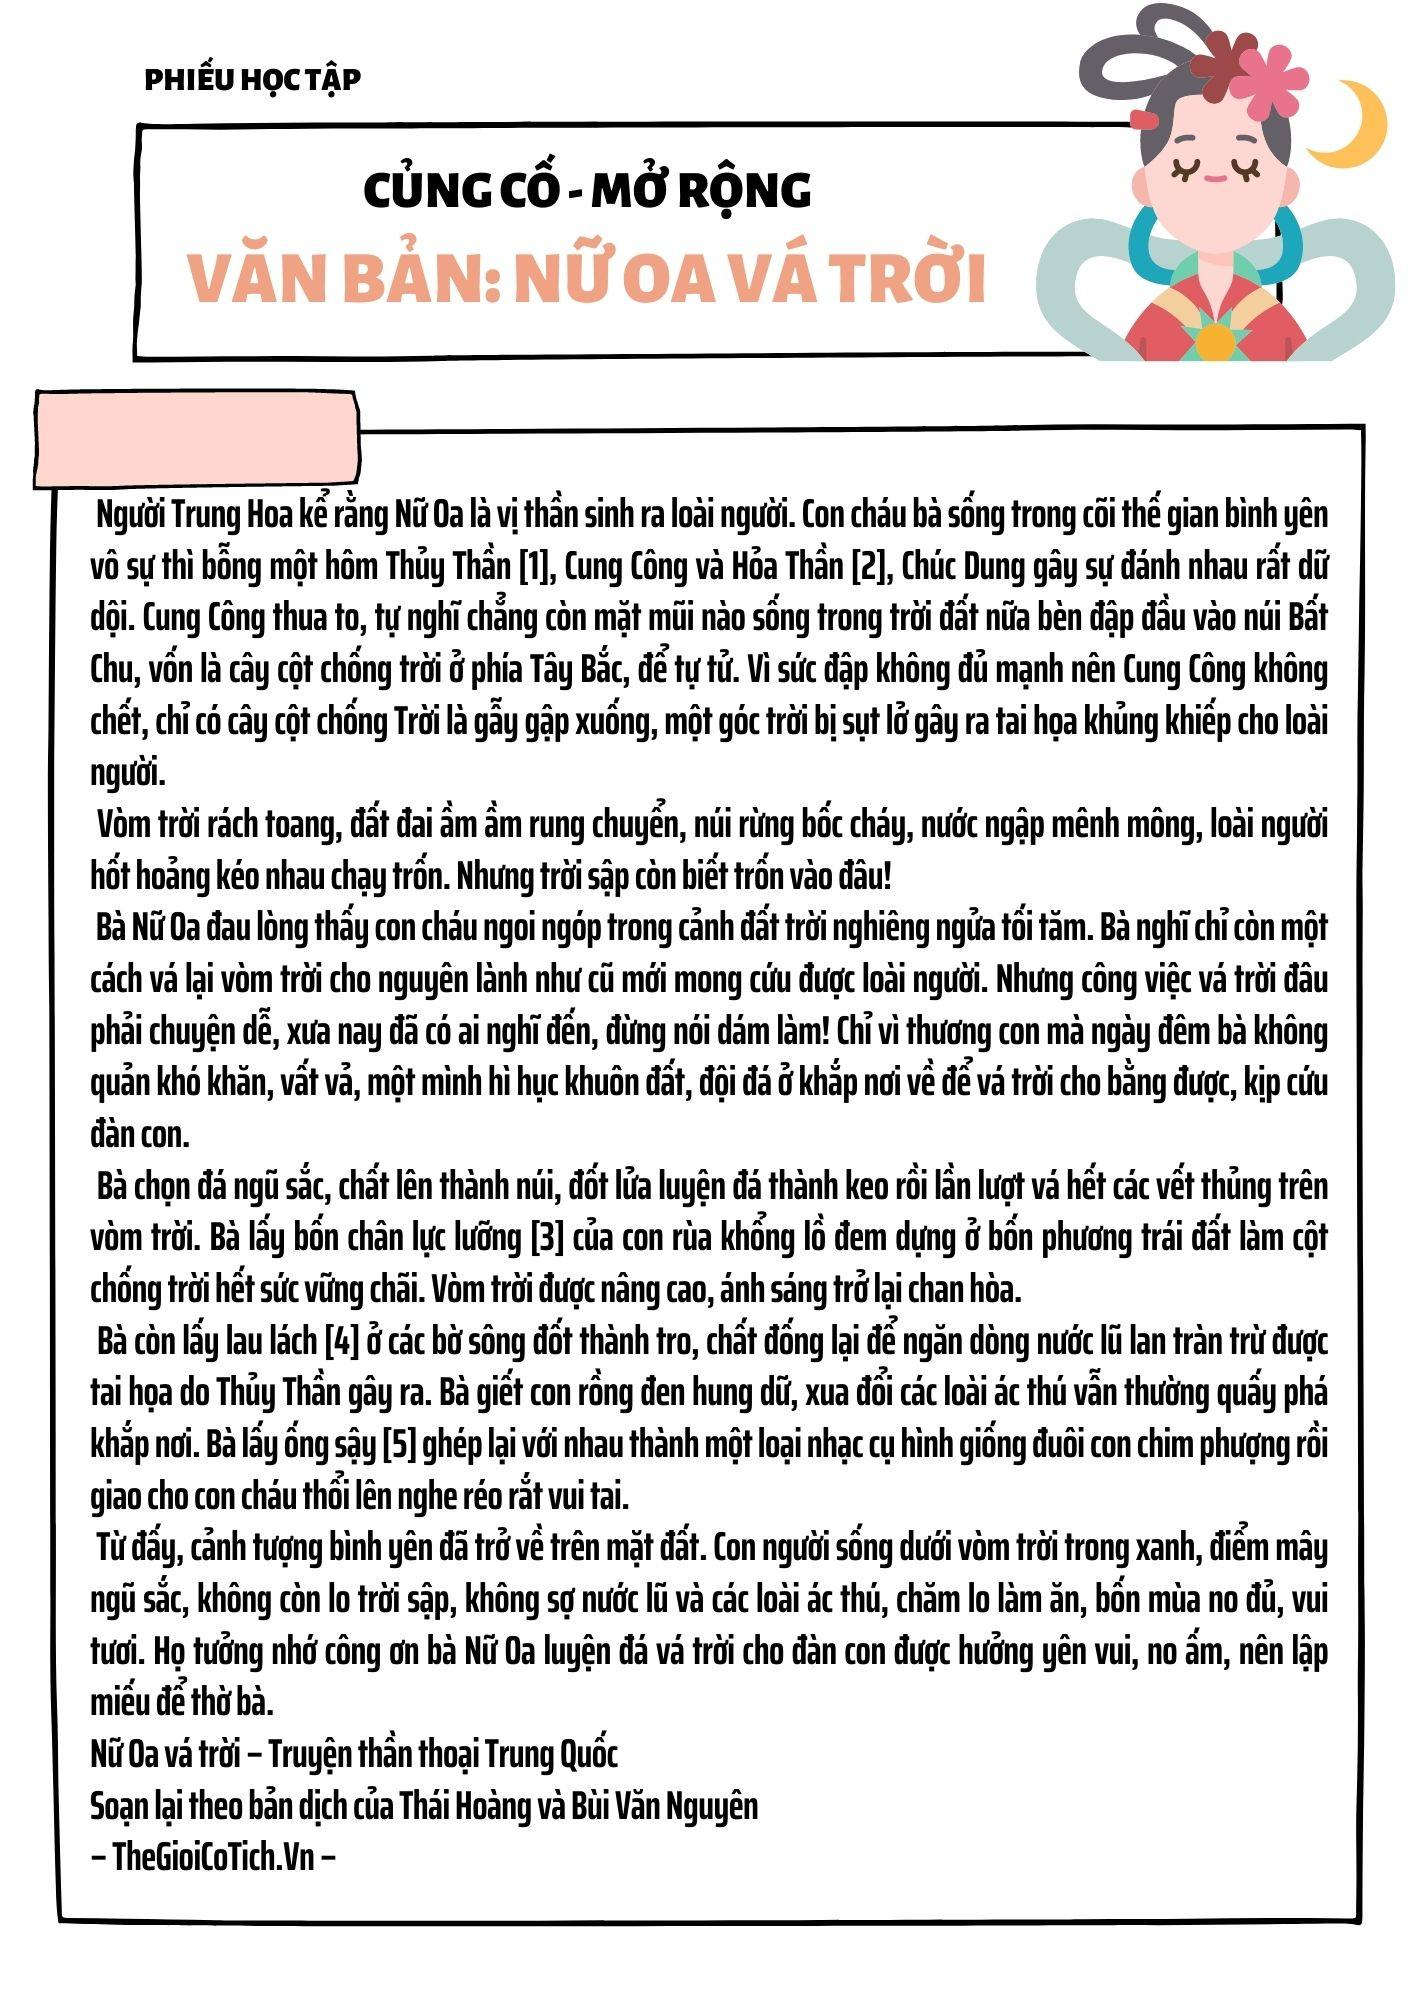 PHIẾU HỌC TẬP
CỦNG CỐ - MỞ RỘNG
VĂN BẢN: NỮ OA VÁ TRỜI
Người Trung Hoa kể rằng Nữ Oa là vị thần sinh ra loài người. Con cháu bà sống trong cõi thế gian bình yên
vô sự thì bỗng một hôm Thủy Thần [1], Cung Công và Hỏa Thần [2], Chúc Dung gây sự đánh nhau rất dữ
dội. Cung Công thua to, tự nghĩ chẳng còn mặt mũi nào sống trong trời đất nữa bèn đập đầu vào núi Bất
Chu, vốn là cây cột chống trời ở phía Tây Bắc, để tự tử. Vì sức đập không đủ mạnh nên Cung Công không
chết, chỉ có cây cột chống Trời là gẫy gập xuống, một góc trời bị sụt lở gây ra tai họa khủng khiếp cho loài
người.
Vòm trời rách toang, đất đai ầm ầm rung chuyển, núi rừng bốc cháy, nước ngập mênh mông, loài người
hốt hoảng kéo nhau chạy trốn. Nhưng trời sập còn biết trốn vào đâu!
Bà Nữ Oa đau lòng thấy con cháu ngoi ngóp trong cảnh đất trời nghiêng ngửa tối tăm. Bà nghĩ chỉ còn một
cách vá lại vòm trời cho nguyên lành như cũ mới mong cứu được loài người. Nhưng công việc vá trời đâu
phải chuyện dễ, xưa nay đã có ai nghĩ đến, đừng nói dám làm! Chỉ vì thương con mà ngày đêm bà không
quản khó khăn, vất vả, một mình hì hục khuôn đất, đội đá ở khắp nơi về để vá trời cho bằng được, kịp cứu
đàn con.
Bà chọn đá ngũ sắc, chất lên thành núi, đốt lửa luyện đá thành keo rồi lần lượt vá hết các vết thủng trên
vòm trời. Bà lấy bốn chân lực lưỡng [3] của con rùa khổng lồ đem dựng ở bốn phương trái đất làm cột
chống trời hết sức vững chãi. Vòm trời được nâng cao, ánh sáng trở lại chan hòa.
Bà còn lấy lau lách [4] ở các bờ sông đốt thành tro, chất đống lại để ngăn dòng nước lũ lan tràn trừ được
tai họa do Thủy Thần gây ra. Bà giết con rồng đen hung dữ, xua đổi các loài ác thú vẫn thường quấy phá
khắp nơi. Bà lấy ống sậy [5] ghép lại với nhau thành một loại nhạc cụ hình giống đuôi con chim phượng rồi
giao cho con cháu thổi lên nghe réo rắt vui tai.
Từ đấy, cảnh tượng bình yên đã trở về trên mặt đất. Con người sống dưới vòm trời trong xanh, điểm mây
ngũ sắc, không còn lo trời sập, không sợ nước lũ và các loài ác thú, chăm lo làm ăn, bốn mùa no đủ, vui
tươi. Họ tưởng nhớ công ơn bà Nữ Oa luyện đá vá trời cho đàn con được hưởng yên vui, no ấm, nên lập
miếu để thờ bà.
Nữ Oa vá trời – Truyện thần thoại Trung Quốc
Soạn lại theo bản dịch của Thái Hoàng và Bùi Văn Nguyên
– TheGioiCoTich.Vn –